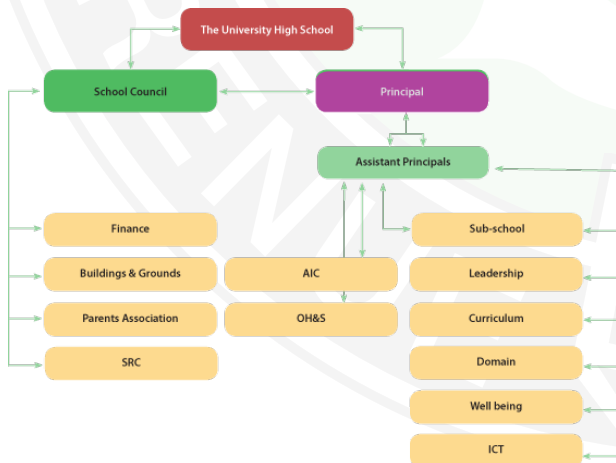 The University High School
School Council
Principal
Assistant Principals
Finance
Sub-school
Buildings & Grounds
AIC
Leadership
Parents Association
OH&S
Curriculum
SRC
Domain
Well being
ICT